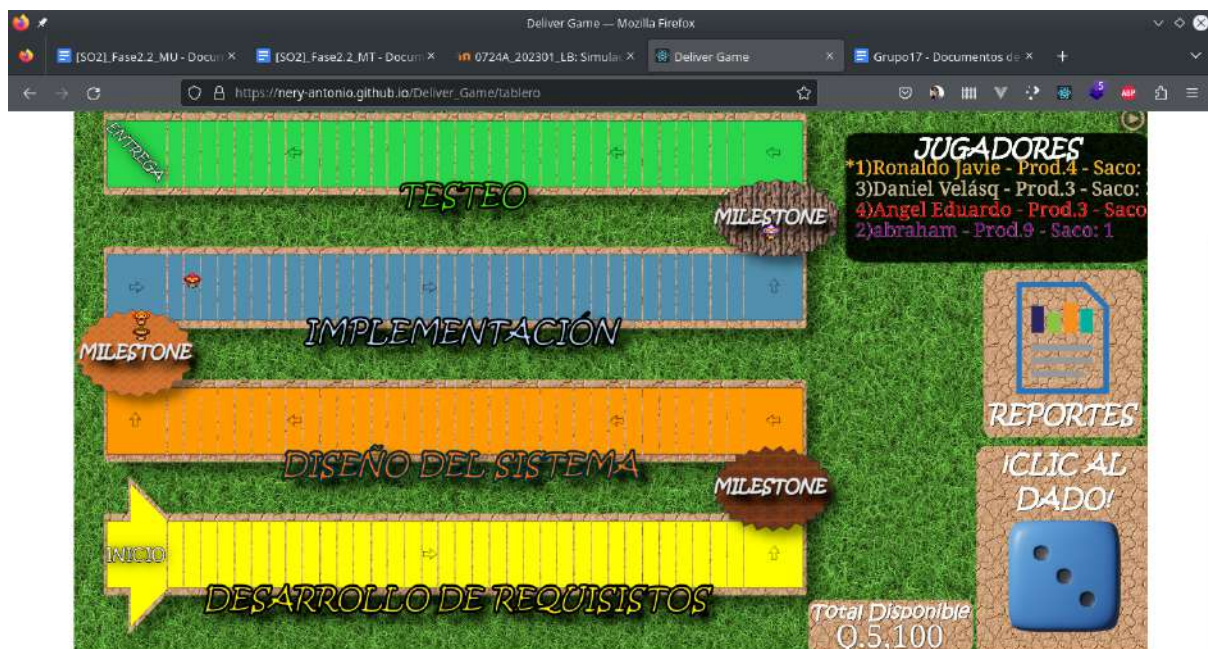 Deliver Game — Mozilla Firefox
[SO2]_Fase2.2_MU - Docum
[SO2]_Fase2.2_MT - Docum
0724A_202301_LB: Simulac
Deliver Game
Grupo17 - Documentos de
https://nery-antonio.github.io/Deliver_Game/tablero
5
ABP
ENTREGA
TESTEO
MILESTONE
IMPLEMENTACIÓN
MILESTONE
DISEÑO DEL SISTEMA
MILESTONE
INICIO
DESARROLLO DE REQUISISTOS
JUGADORES
*1)Ronaldo Javie - Prod.4 - Saco:
3)Daniel Velásq - Prod.3 - Saco:
4)Angel Eduardo - Prod.3 - Saco
2)abraham - Prod.9 - Saco: 1
REPORTES
¡CLIC AL
DADO!
Total Disponible
Q.5,100